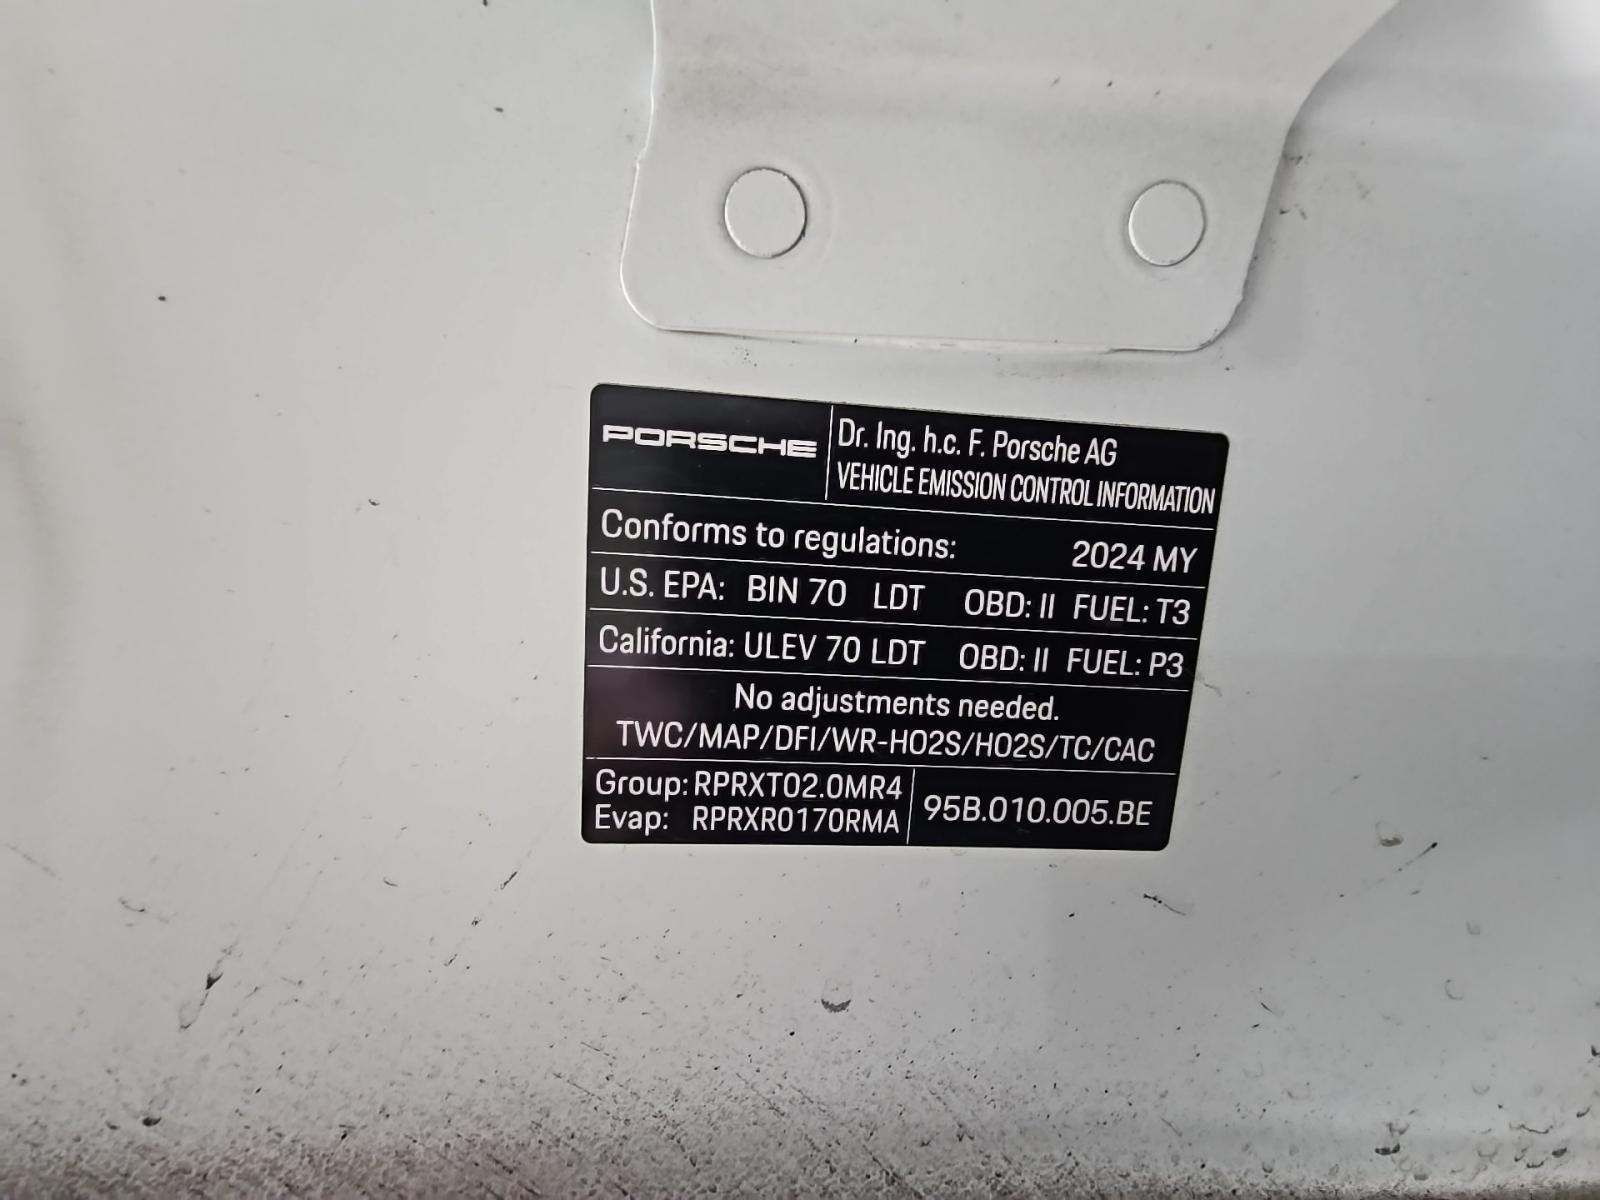 PORSCHE
Dr. Ing. h.c. F. Porsche AG
VEHICLE EMISSION CONTROL INFORMATION
Conforms to regulations: 2024 MY
U.S. EPA: BIN 70 LDT OBD: II FUEL: T3
California: ULEV 70 LDT OBD: II FUEL: P3
No adjustments needed.
TWC/MAP/DFI/WR-HO2S/HO2S/TC/CAC
Group: RPRXT02.0MR4
Evap: RPRXR0170RMA
95B.010.005.BE